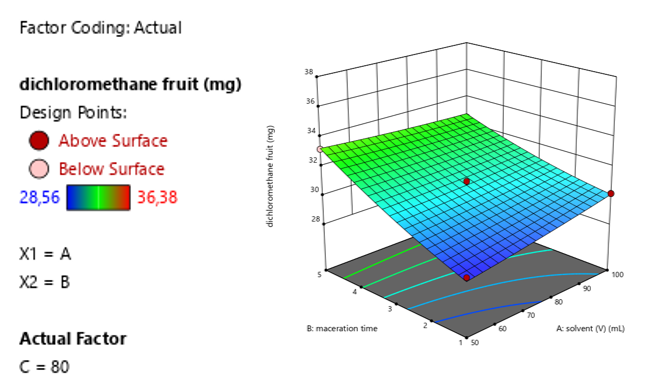 Factor Coding: Actual
dichloromethane fruit (mg)
Design Points:
Above Surface
Below Surface
28,56 36,38
X1 = A
X2 = B
Actual Factor
C = 80
dichloromethane fruit (mg)
38
36
34
32
30
28
5
4
3
2
1
50
60
70
80
90
100
B: maceration time
A: solvent (V) (mL)